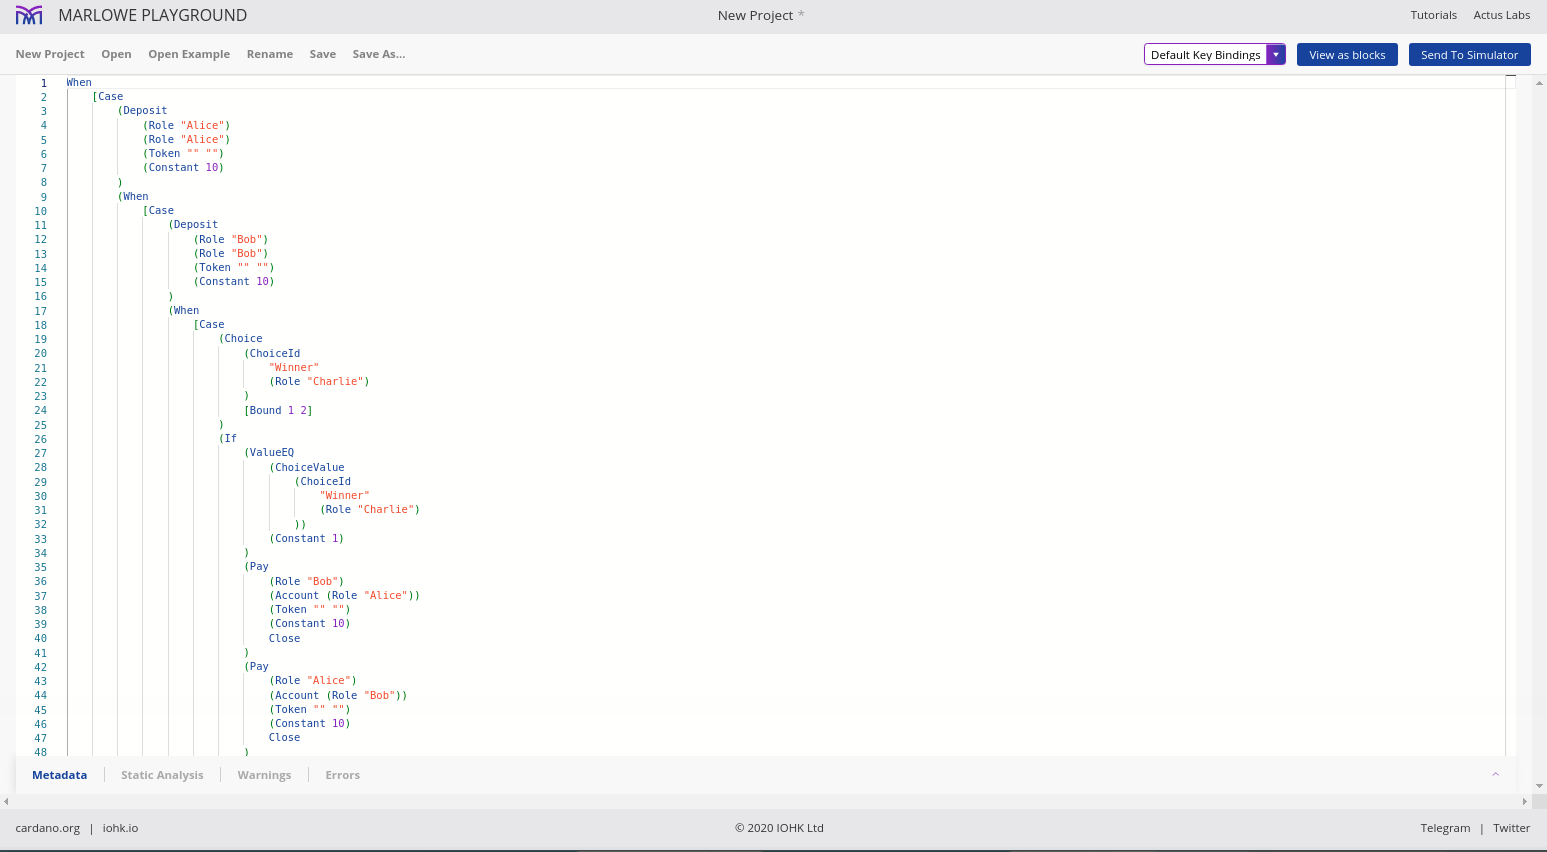 MARLOWE PLAYGROUND New Project * Tutorials Actus Labs
New Project Open Open Example Rename Save Save As... Default Key Bindings View as blocks Send To Simulator
1 When
2 [Case
3 (Deposit
4 (Role "Alice")
5 (Role "Alice")
6 (Token "" "")
7 (Constant 10)
8 )
9 (When
10 [Case
11 (Deposit
12 (Role "Bob")
13 (Role "Bob")
14 (Token "" "")
15 (Constant 10)
16 )
17 (When
18 [Case
19 (Choice
20 (ChoiceId
21 "Winner"
22 (Role "Charlie")
23 )
24 [Bound 1 2]
25 )
26 (If
27 (ValueEQ
28 (ChoiceValue
29 (ChoiceId
30 "Winner"
31 (Role "Charlie")
32 ))
33 (Constant 1)
34 )
35 (Pay
36 (Role "Bob")
37 (Account (Role "Alice"))
38 (Token "" "")
39 (Constant 10)
40 Close
41 )
42 (Pay
43 (Role "Alice")
44 (Account (Role "Bob"))
45 (Token "" "")
46 (Constant 10)
47 Close
48 )
Metadata Static Analysis Warnings Errors
cardano.org | iohk.io © 2020 IOHK Ltd Telegram | Twitter